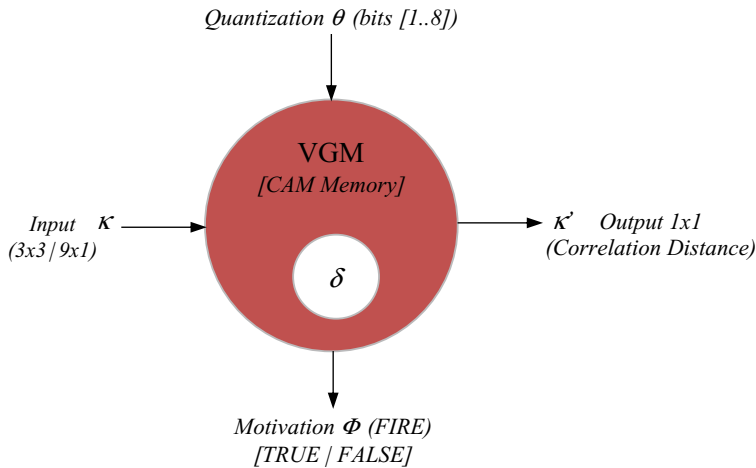 Quantization θ (bits [1..8])
VGM
[CAM Memory]
Input κ
(3x3 | 9x1)
κ’ Output 1x1
(Correlation Distance)
δ
Motivation Φ (FIRE)
[TRUE | FALSE]